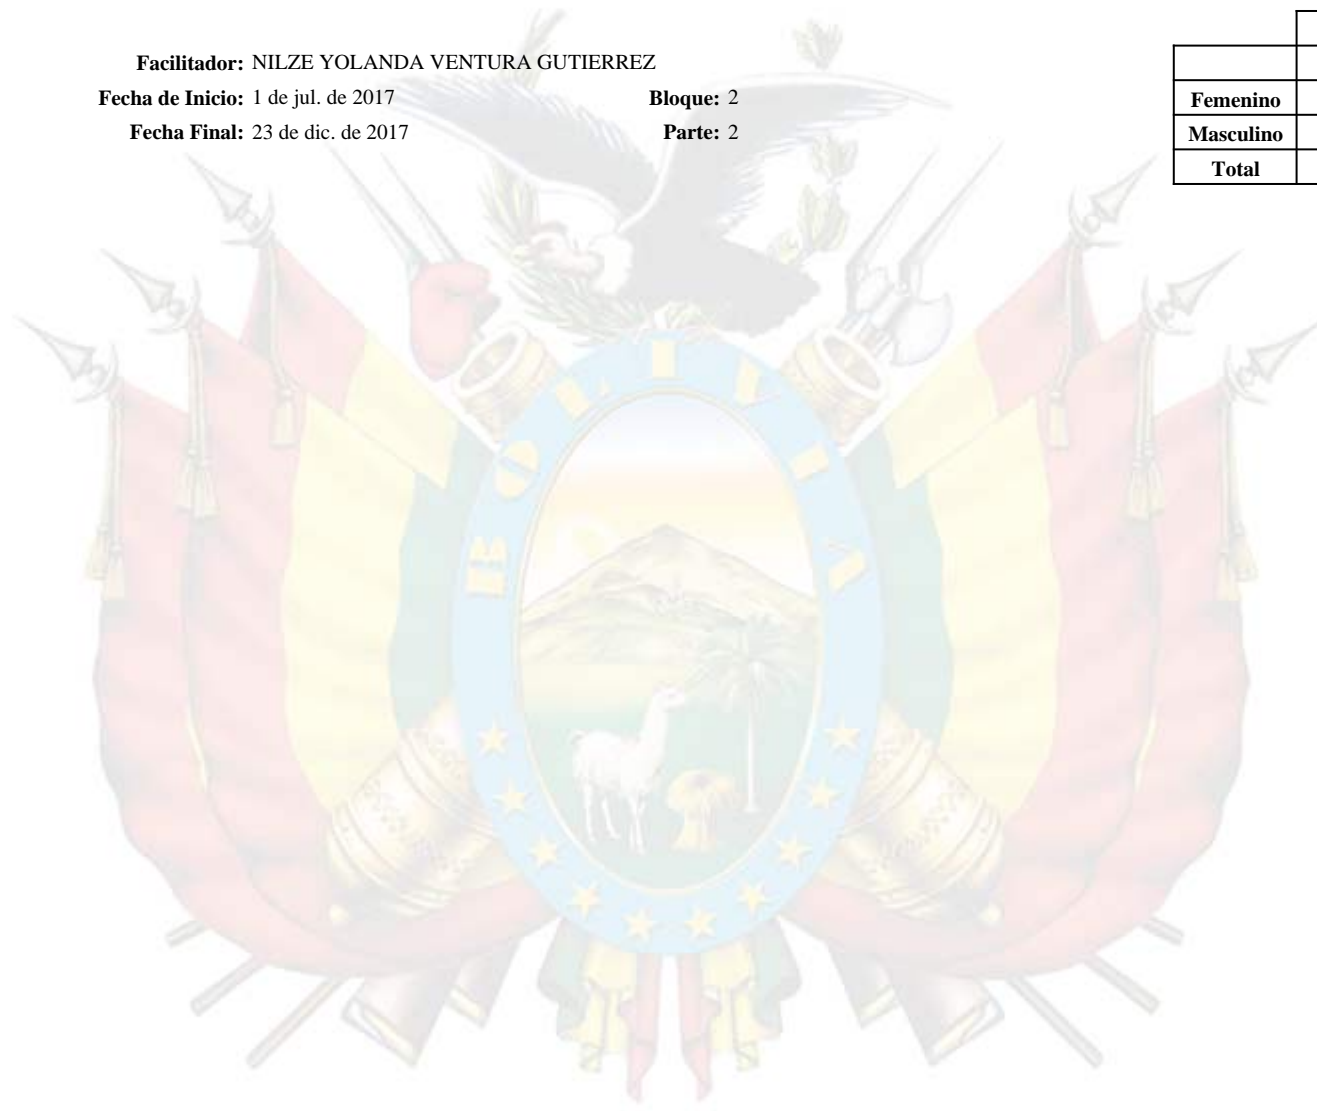 Facilitador: NILZE YOLANDA VENTURA GUTIERREZ
Fecha de Inicio: 1 de jul. de 2017 Bloque: 2
Fecha Final: 23 de dic. de 2017 Parte: 2
Femenino
Masculino
Total
BOLIVIA